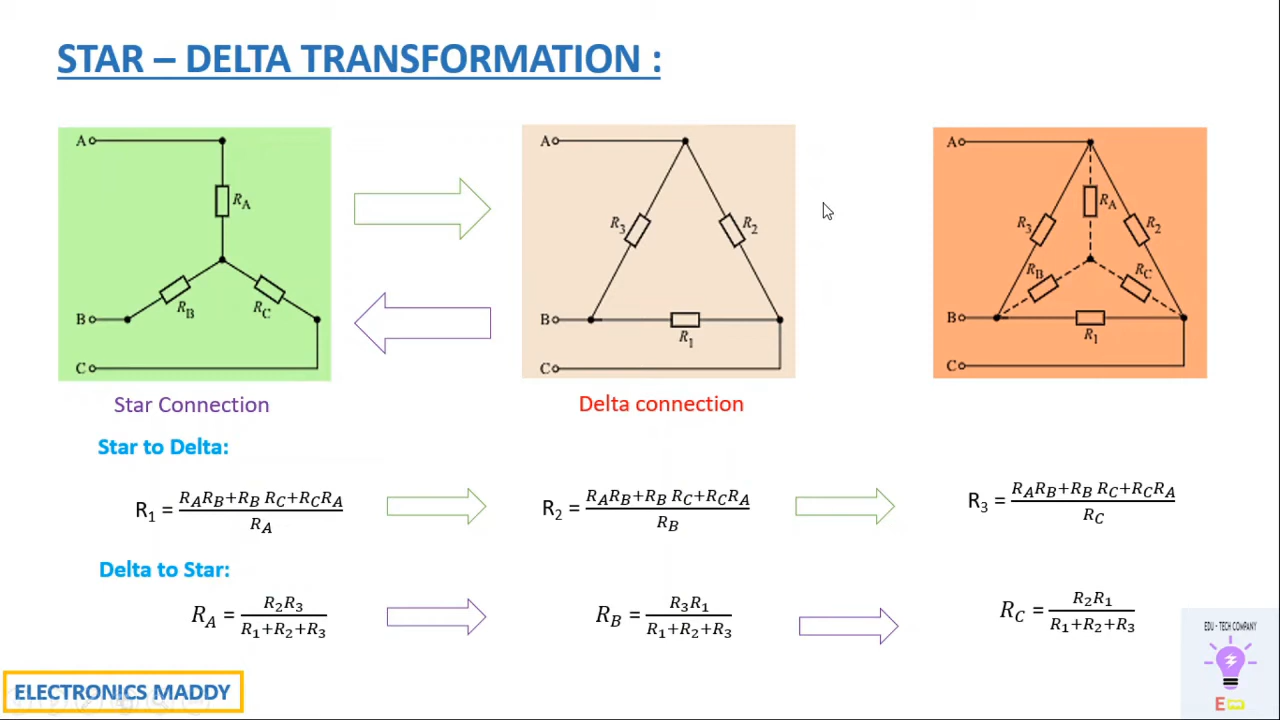 STAR – DELTA TRANSFORMATION :
A
R_A
R_B
R_C
B
C
A
R_3
R_2
B
R_1
C
A
R_A
R_3
R_2
R_B
R_C
B
R_1
C
Star Connection
Delta connection
Star to Delta:
R_1 = (R_A R_B + R_B R_C + R_C R_A) / R_A
R_2 = (R_A R_B + R_B R_C + R_C R_A) / R_B
R_3 = (R_A R_B + R_B R_C + R_C R_A) / R_C
Delta to Star:
R_A = R_2 R_3 / (R_1 + R_2 + R_3)
R_B = R_3 R_1 / (R_1 + R_2 + R_3)
R_C = R_2 R_1 / (R_1 + R_2 + R_3)
EDU - TECH COMPANY
E
ELECTRONICS MADDY